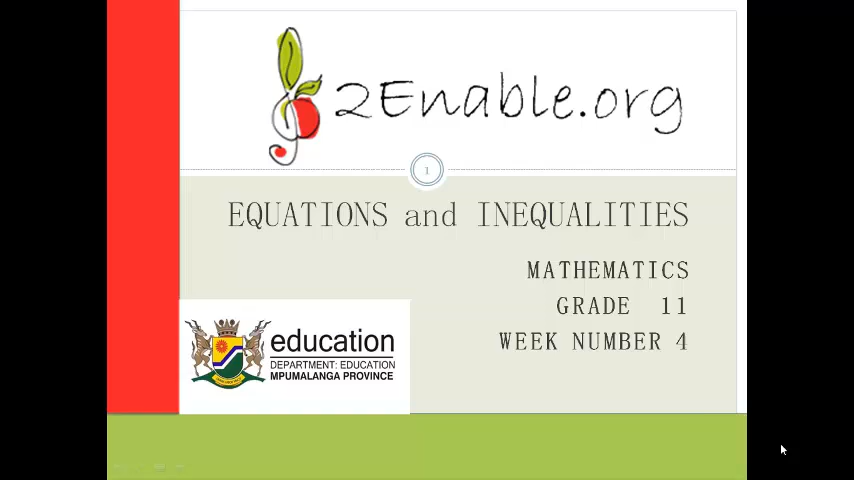 2Enable.org
1
EQUATIONS and INEQUALITIES
MATHEMATICS
GRADE 11
WEEK NUMBER 4
education
DEPARTMENT: EDUCATION
MPUMALANGA PROVINCE